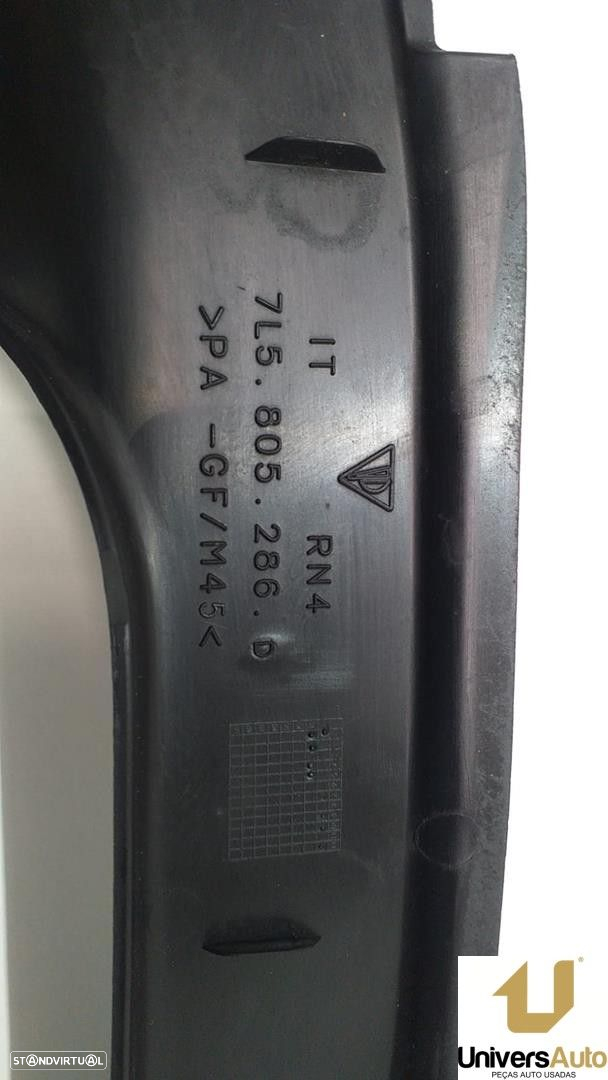 IT RN4
7L5.805.286.D
>PA -GF/M45<
UniversAuto
PEÇAS AUTO USADAS
STANDVIRTUAL